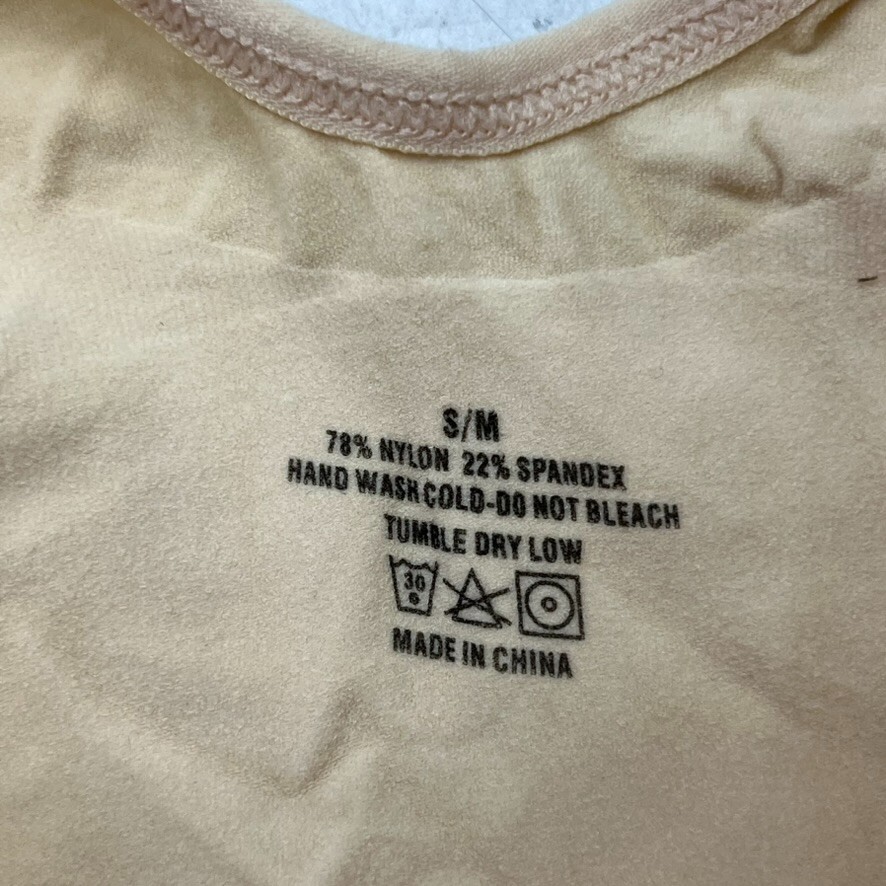 S/M
78% NYLON 22% SPANDEX
HAND WASH COLD-DO NOT BLEACH
TUMBLE DRY LOW
30
MADE IN CHINA